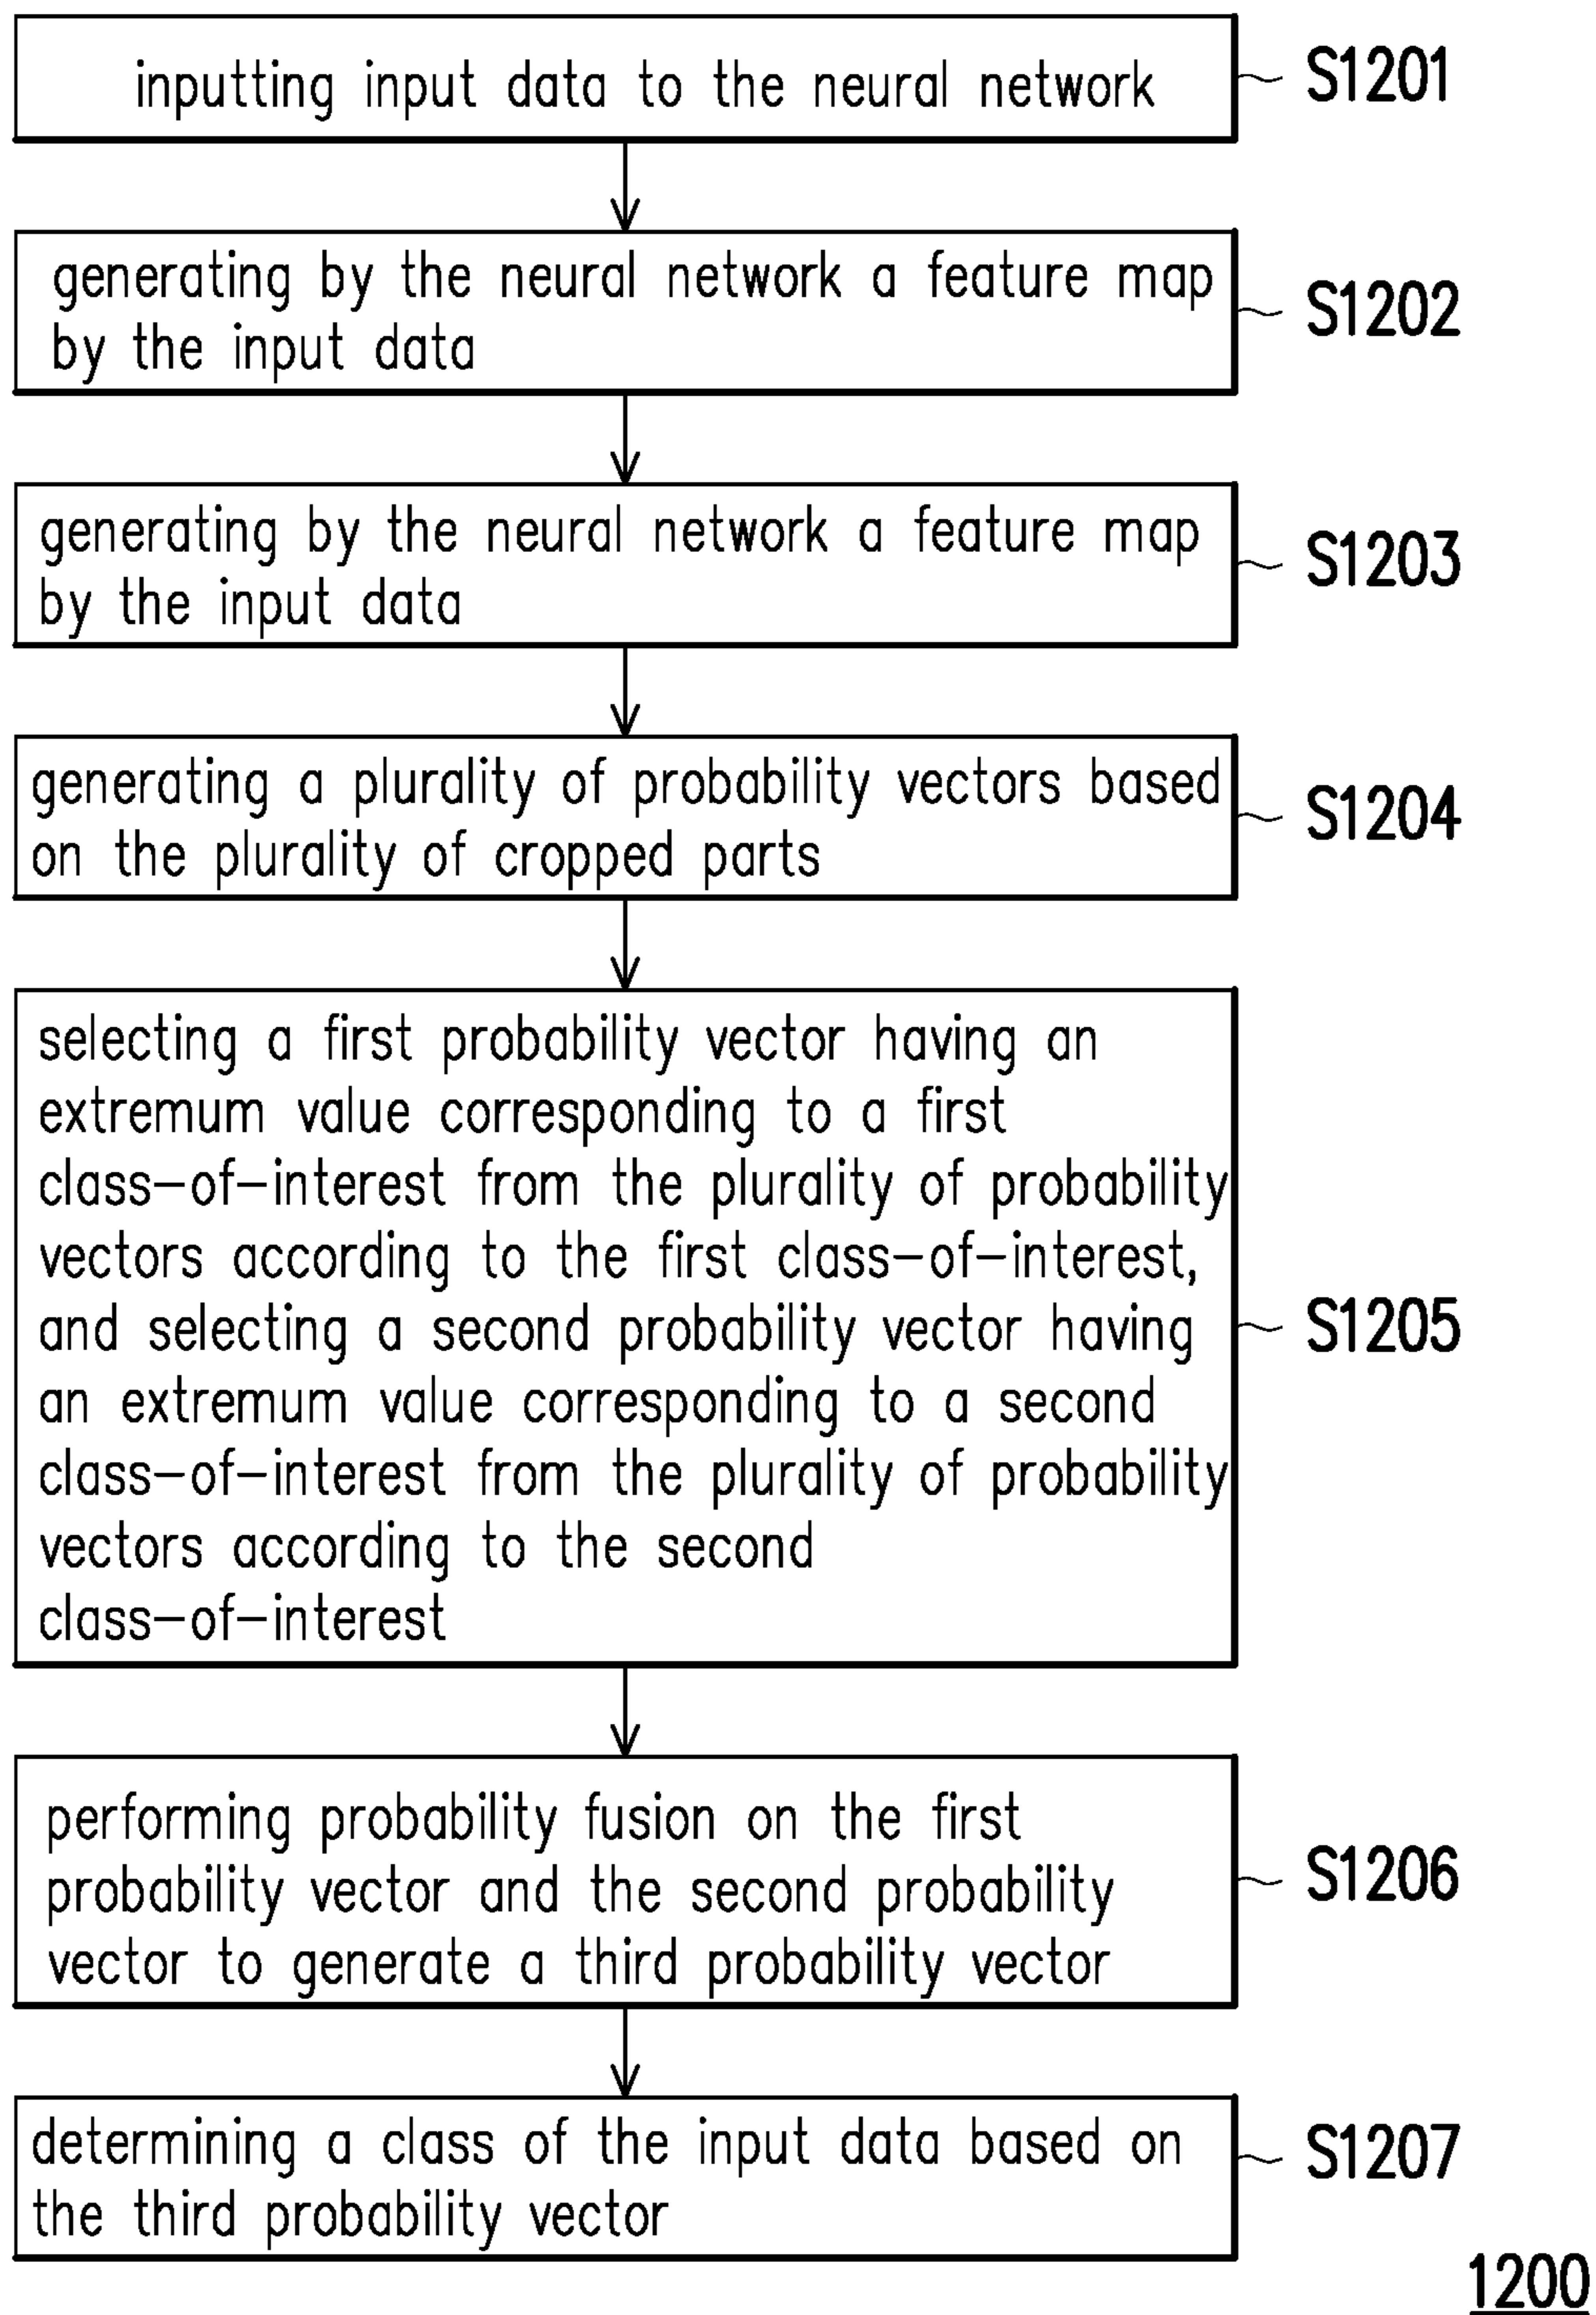 inputting input data to the neural network
S1201
generating by the neural network a feature map
by the input data
S1202
generating by the neural network a feature map
by the input data
S1203
generating a plurality of probability vectors based
on the plurality of cropped parts
S1204
selecting a first probability vector having an
extremum value corresponding to a first
class-of-interest from the plurality of probability
vectors according to the first class-of-interest,
and selecting a second probability vector having
an extremum value corresponding to a second
class-of-interest from the plurality of probability
vectors according to the second
class-of-interest
S1205
performing probability fusion on the first
probability vector and the second probability
vector to generate a third probability vector
S1206
determining a class of the input data based on
the third probability vector
S1207
1200